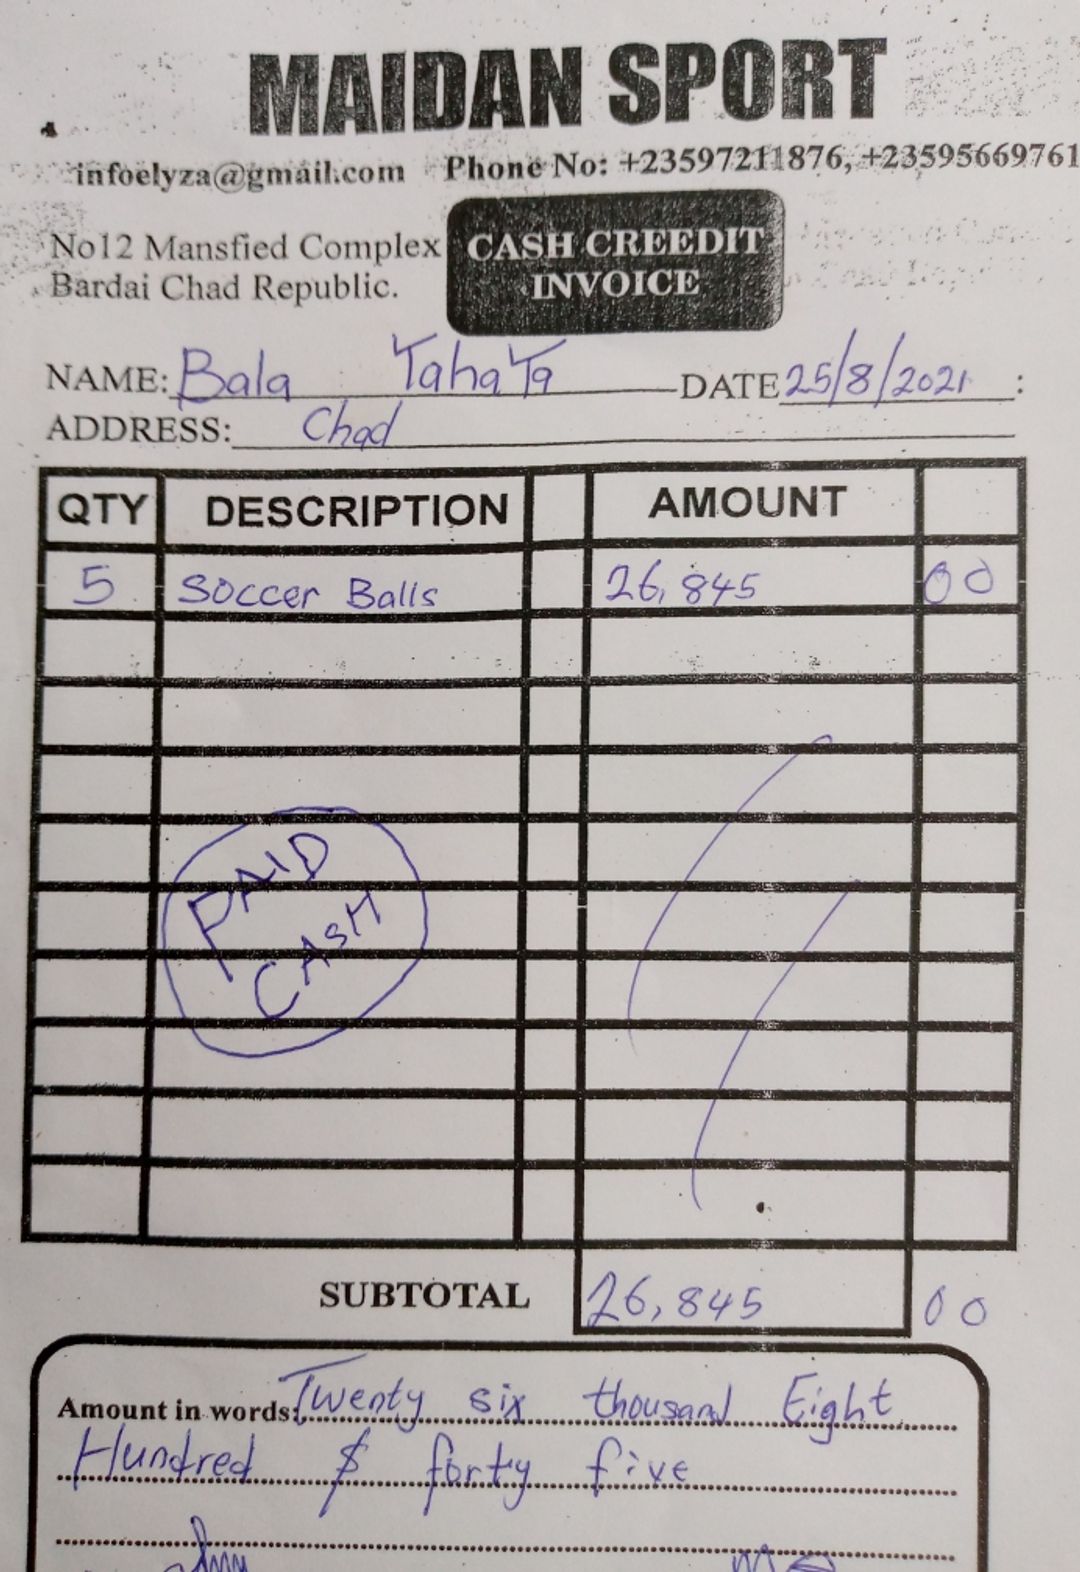 MAIDAN SPORT
infoelyza@gmail.com Phone No: +23597211876, +23595669761
No12 Mansfied Complex
Bardai Chad Republic.
CASH CREEDIT
INVOICE
NAME: Bala Tahata DATE 25/8/2021 :
ADDRESS: Chad
QTY DESCRIPTION AMOUNT
5 Soccer Balls 26,845 00
PAID
CASH
SUBTOTAL 26,845 00
Amount in words: Twenty six thousand Eight
Hundred $ forty five